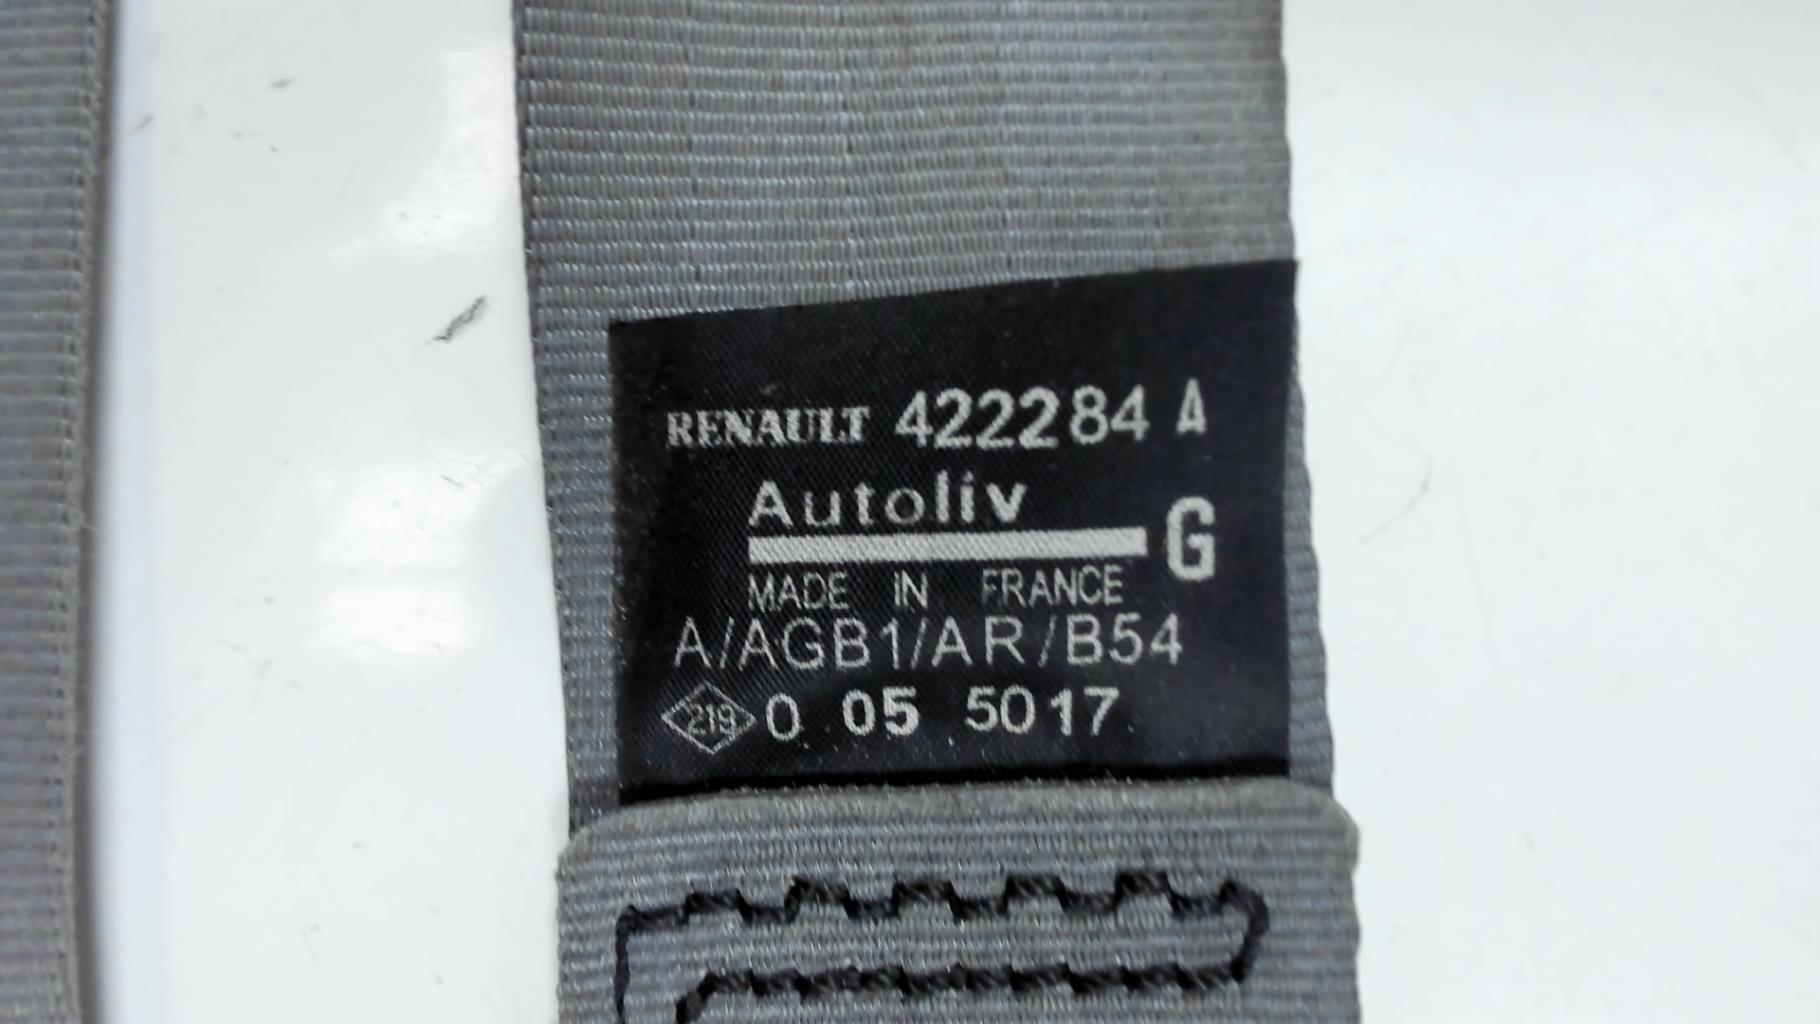 RENAULT 422284 A
Autoliv G
MADE IN FRANCE
A/AGB1/AR/B54
219 0 05 5017